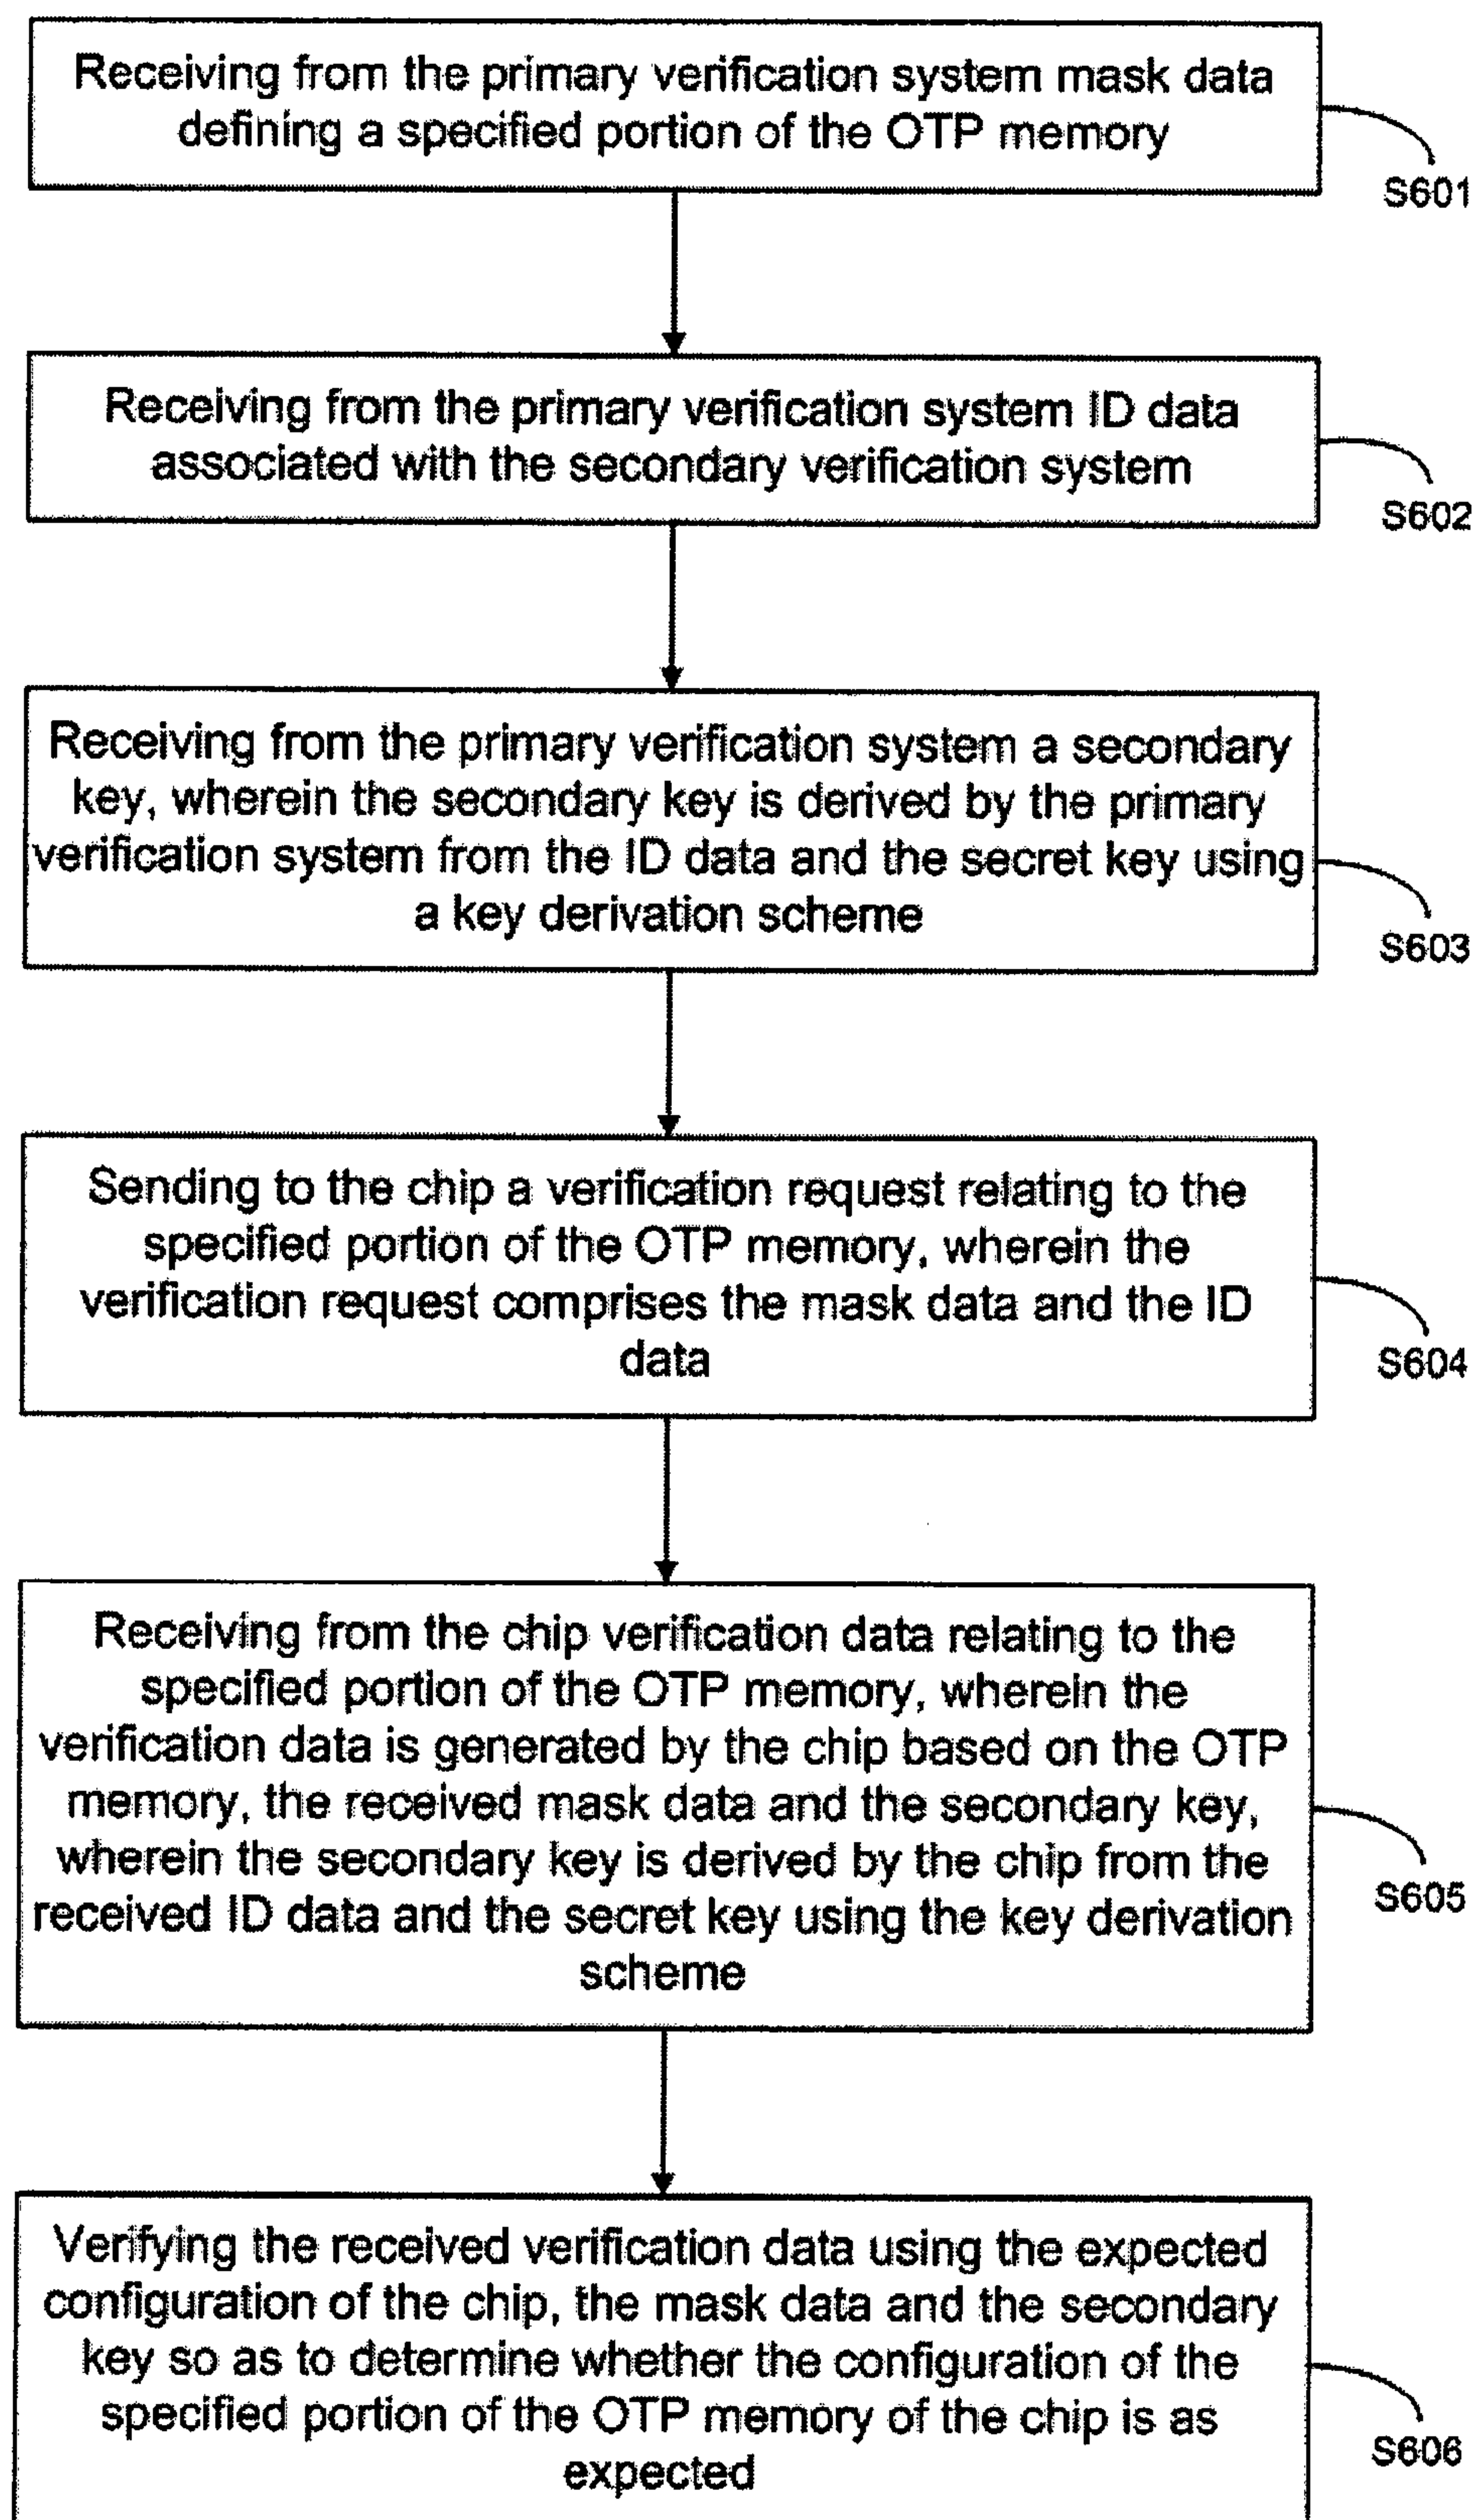 Receiving from the primary verification system mask data
defining a specified portion of the OTP memory
S601
Receiving from the primary verification system ID data
associated with the secondary verification system
S602
Receiving from the primary verification system a secondary
key, wherein the secondary key is derived by the primary
verification system from the ID data and the secret key using
a key derivation scheme
S603
Sending to the chip a verification request relating to the
specified portion of the OTP memory, wherein the
verification request comprises the mask data and the ID
data
S604
Receiving from the chip verification data relating to the
specified portion of the OTP memory, wherein the
verification data is generated by the chip based on the OTP
memory, the received mask data and the secondary key,
wherein the secondary key is derived by the chip from the
received ID data and the secret key using the key derivation
scheme
S605
Verifying the received verification data using the expected
configuration of the chip, the mask data and the secondary
key so as to determine whether the configuration of the
specified portion of the OTP memory of the chip is as
expected
S606